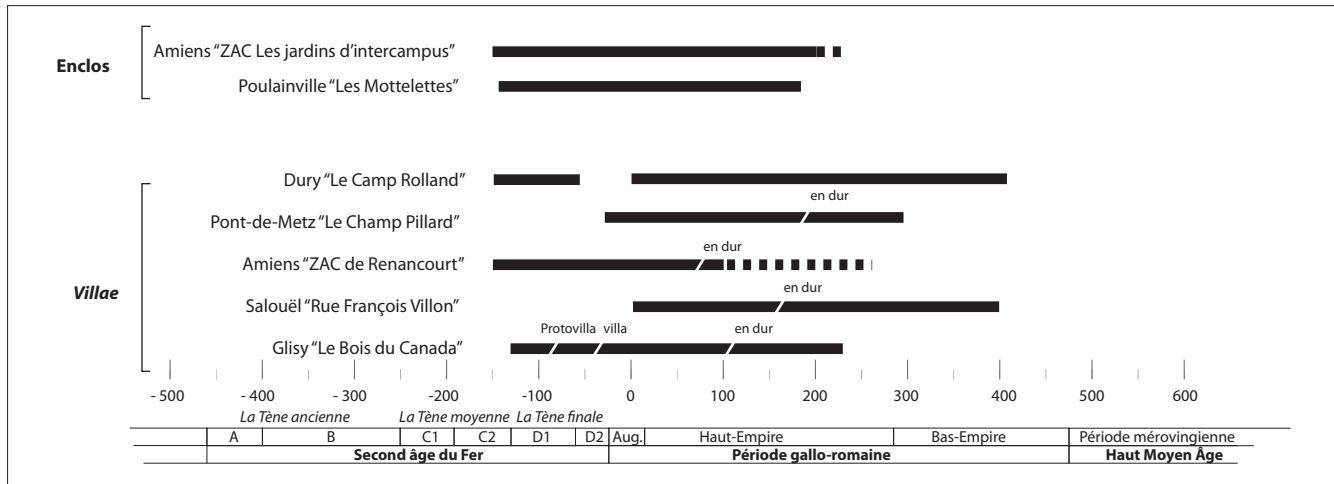 Enclos
Amiens “ZAC Les jardins d’intercampus”
Poulainville “Les Mottelettes”
Villae
Dury “Le Camp Rolland”
en dur
Pont-de-Metz “Le Champ Pillard”
en dur
Amiens “ZAC de Renancourt”
en dur
Salouël “Rue François Villon”
Protovilla villa en dur
Glisy “Le Bois du Canada”
- 500 - 400 - 300 - 200 -100 0 100 200 300 400 500 600
La Tène ancienne La Tène moyenne La Tène finale
A B C1 C2 D1 D2 Aug. Haut-Empire Bas-Empire Période mérovingienne
Second âge du Fer Période gallo-romaine Haut Moyen Âge